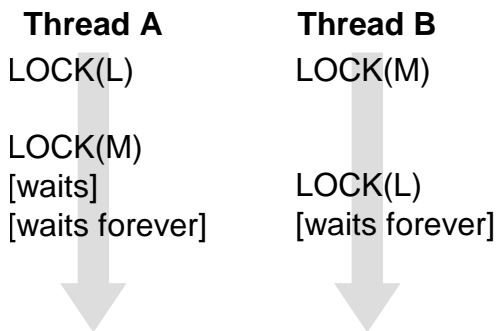 Thread A
LOCK(L)
LOCK(M)
[waits]
[waits forever]
Thread B
LOCK(M)
LOCK(L)
[waits forever]